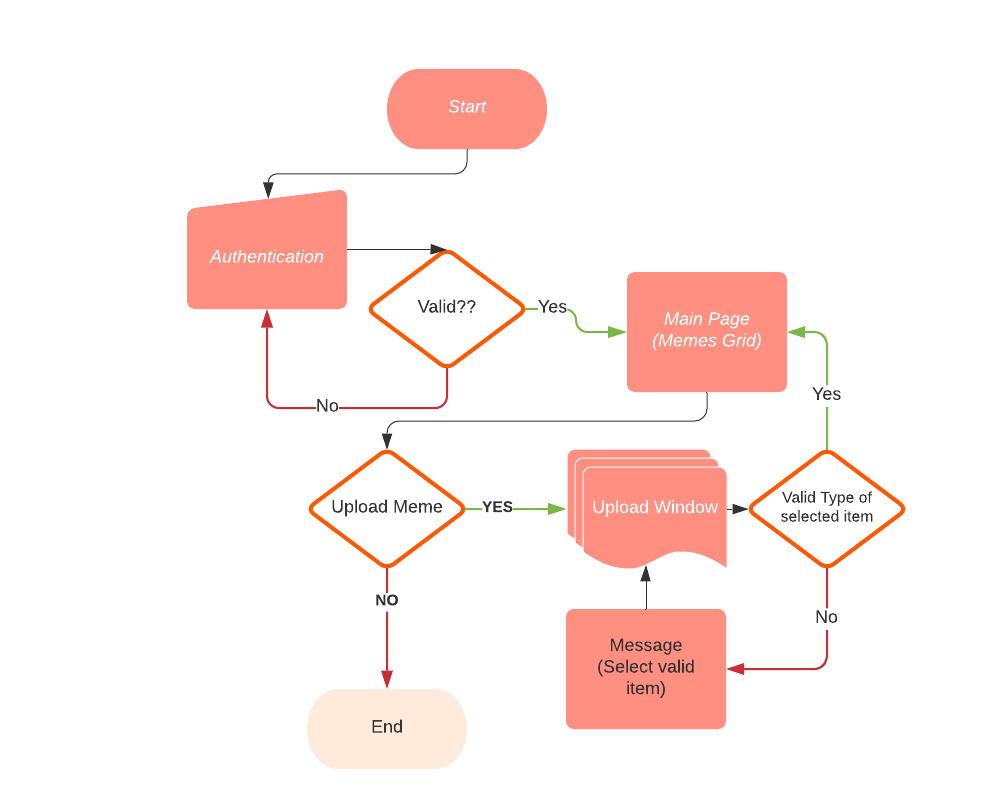 Start
Authentication
Valid??
Yes
Main Page
(Memes Grid)
No
Yes
Upload Meme
YES
Upload Window
Valid Type of
selected item
NO
No
Message
(Select valid
item)
End